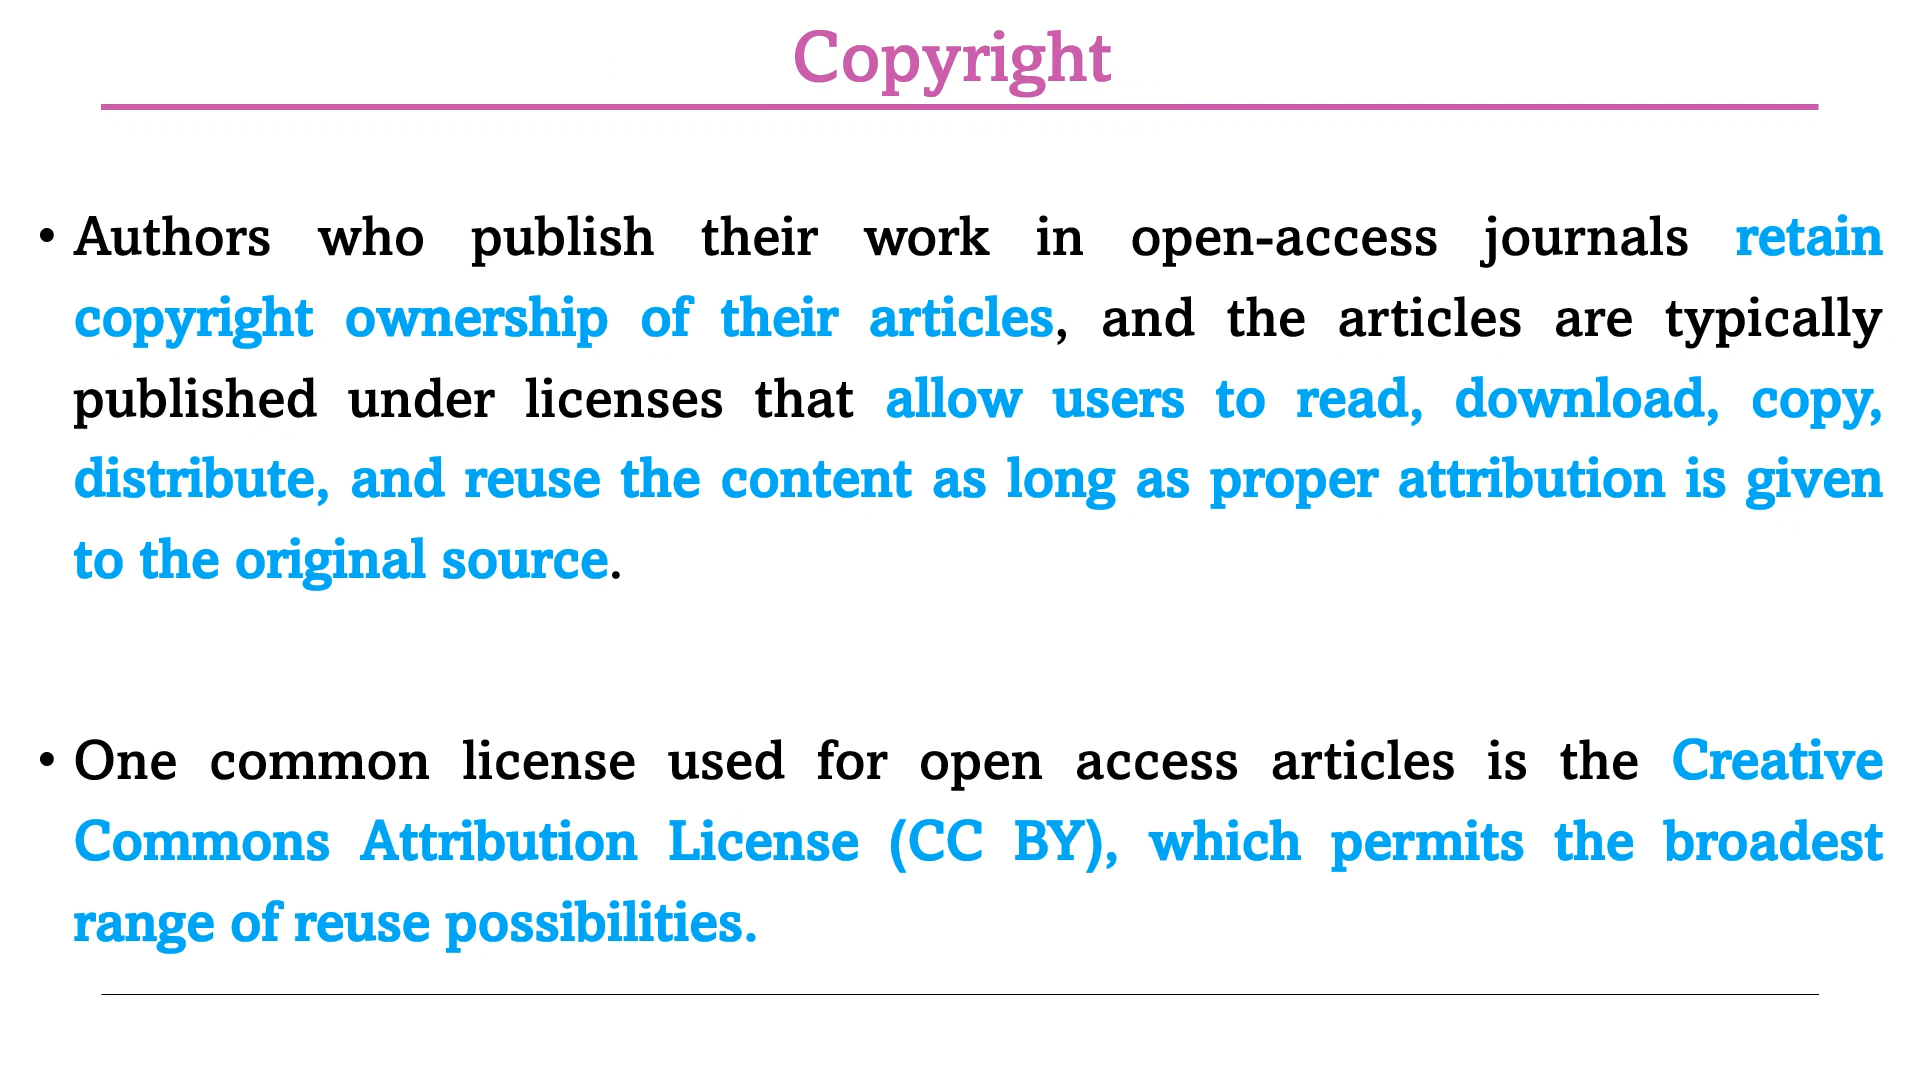 Copyright
• Authors who publish their work in open-access journals retain
copyright ownership of their articles, and the articles are typically
published under licenses that allow users to read, download, copy,
distribute, and reuse the content as long as proper attribution is given
to the original source.
• One common license used for open access articles is the Creative
Commons Attribution License (CC BY), which permits the broadest
range of reuse possibilities.